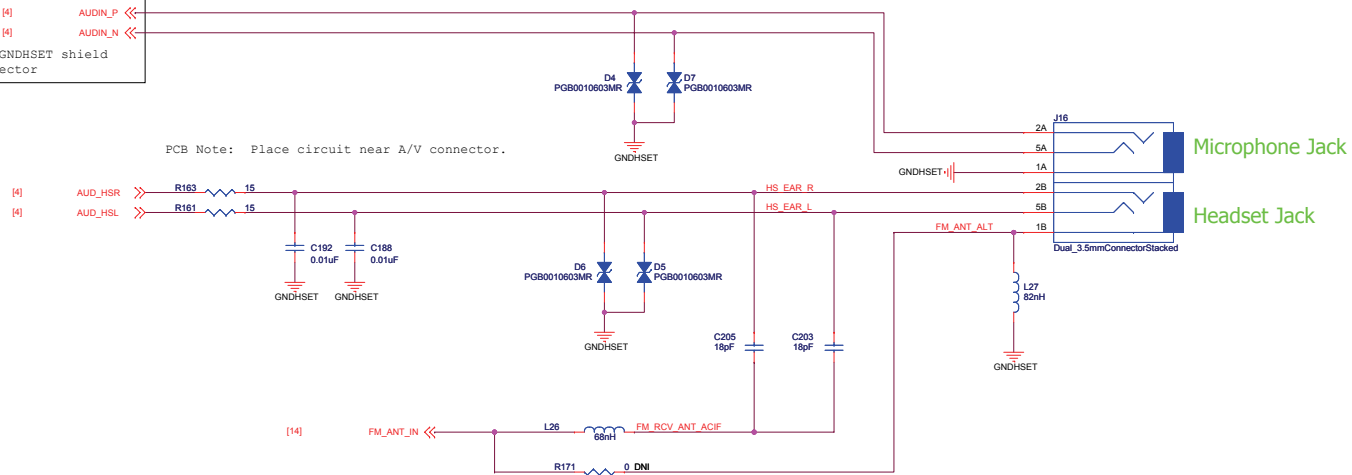 [4] AUDIN_P
[4] AUDIN_N
GNDHSET shield
ector
D4
PGB0010603MR
D7
PGB0010603MR
GNDHSET
J16
2A
5A
1A
Microphone Jack
GNDHSET
PCB Note: Place circuit near A/V connector.
[4] AUD_HSR R163 15 HS_EAR_R 2B
[4] AUD_HSL R161 15 HS_EAR_L 5B
Headset Jack
FM_ANT_ALT 1B
Dual_3.5mmConnectorStacked
C192
0.01uF
C188
0.01uF
GNDHSET GNDHSET
D6
PGB0010603MR
D5
PGB0010603MR
GNDHSET
L27
82nH
GNDHSET
C205
18pF
C203
18pF
[14] FM_ANT_IN L26 68nH FM_RCV_ANT_ACIF
R171 0 DNI